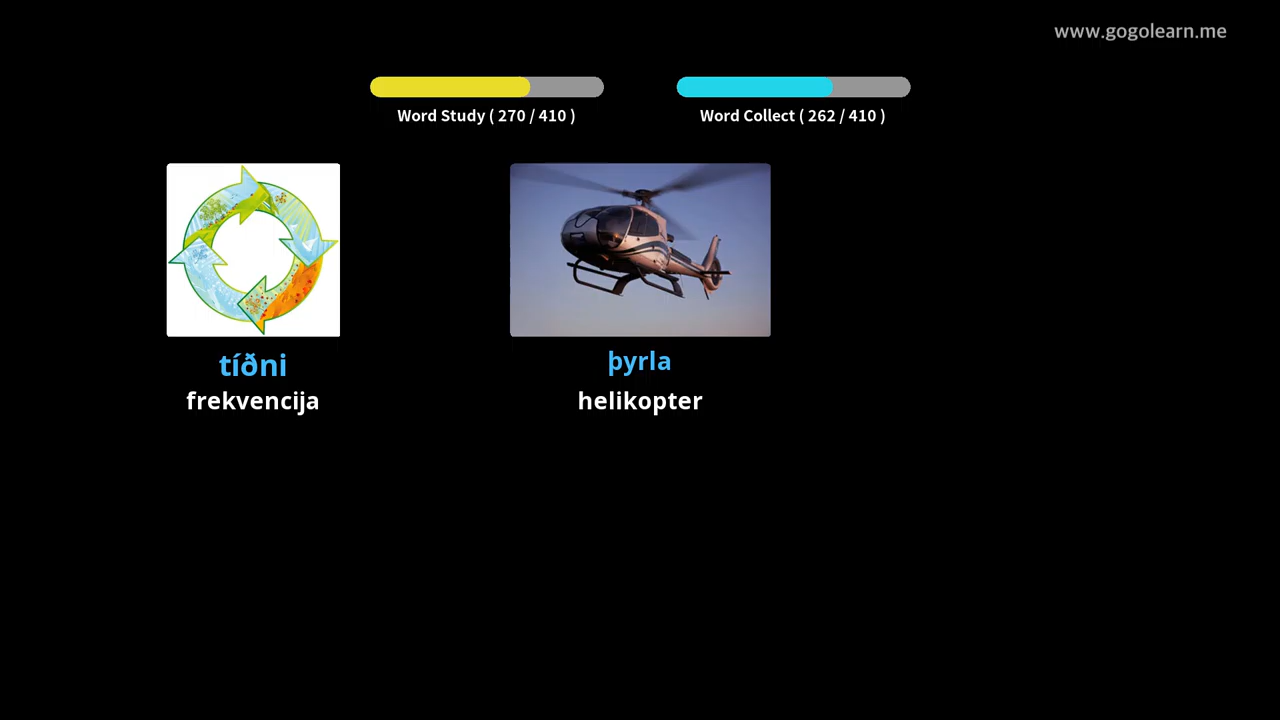 www.gogolearn.me
Word Study ( 270 / 410 )
Word Collect ( 262 / 410 )
tíðni
frekvencija
þyrla
helikopter